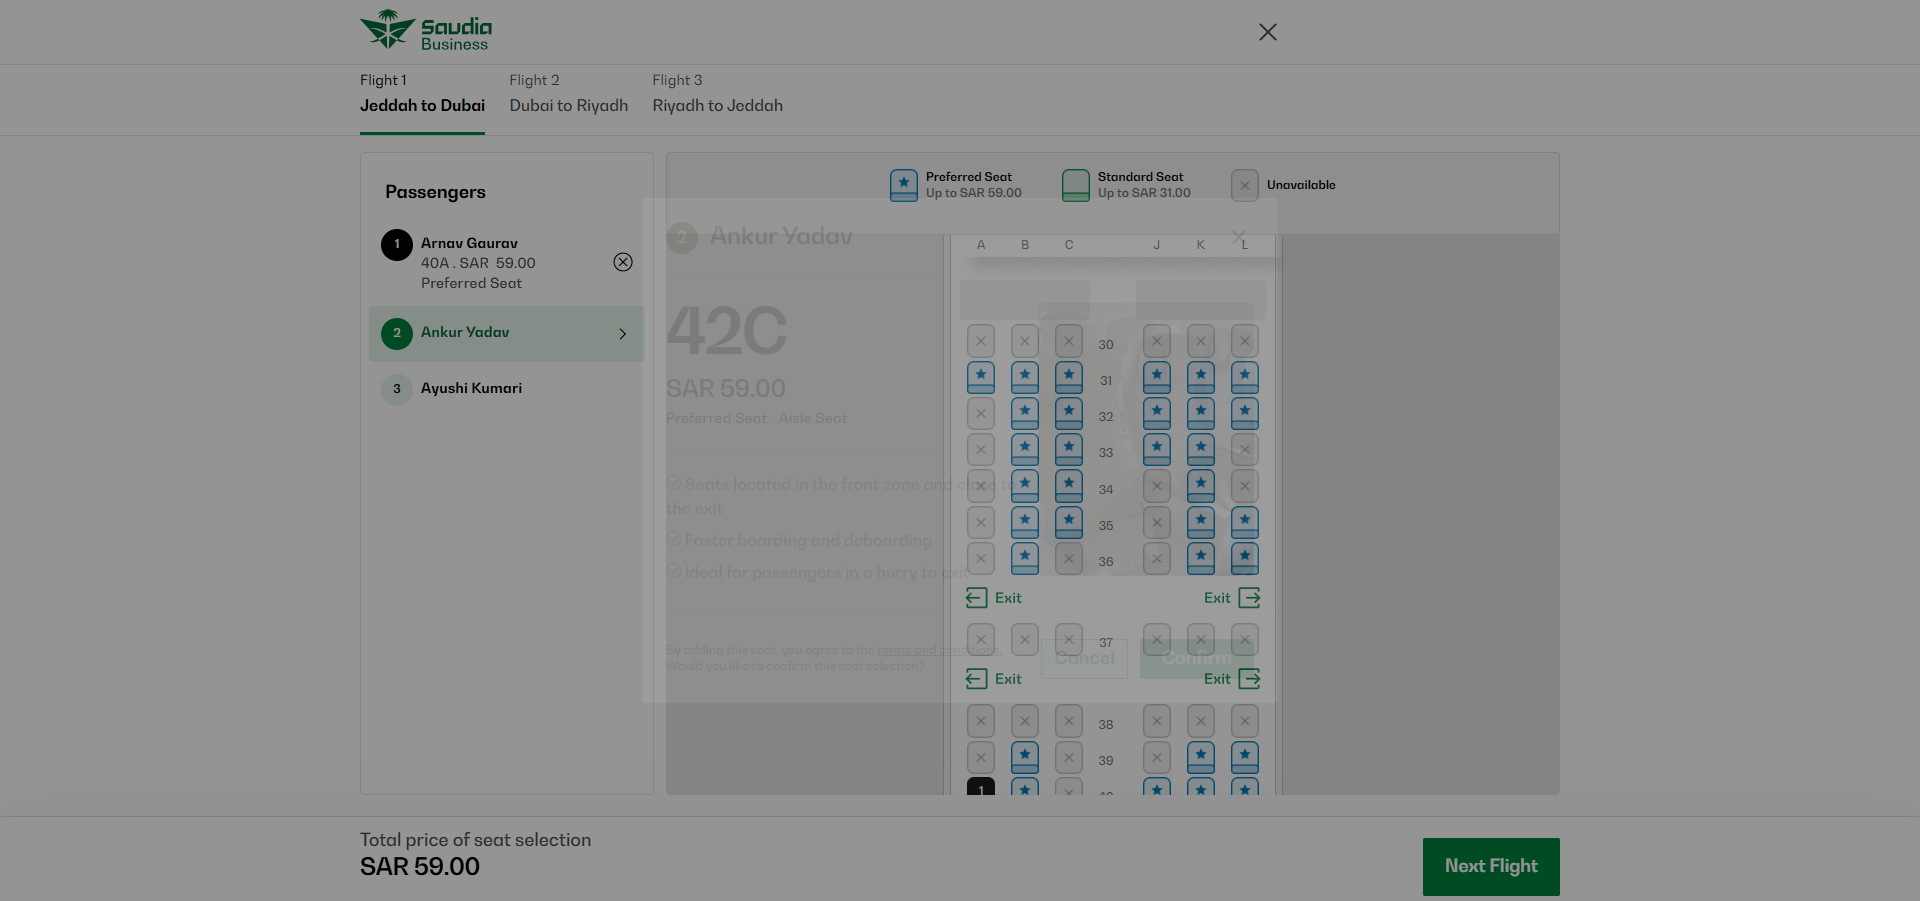 Saudia
Business
Flight 1
Jeddah to Dubai
Flight 2
Dubai to Riyadh
Flight 3
Riyadh to Jeddah
Passengers
1
Arnav Gaurav
40A . SAR 59.00
Preferred Seat
2
Ankur Yadav
3
Ayushi Kumari
Preferred Seat
Up to SAR 59.00
Standard Seat
Up to SAR 31.00
Unavailable
2 Ankur Yadav
42C
SAR 59.00
Preferred Seat - Aisle Seat
Seats located in the front zone and close to
the exit
Faster boarding and deboarding
Ideal for passengers in a hurry to exit
By adding this seat, you agree to the terms and conditions.
Would you like to confirm this seat selection?
Cancel
Confirm
A B C J K L
30
31
32
33
34
35
36
Exit Exit
37
Exit Exit
38
39
1 40
Total price of seat selection
SAR 59.00
Next Flight